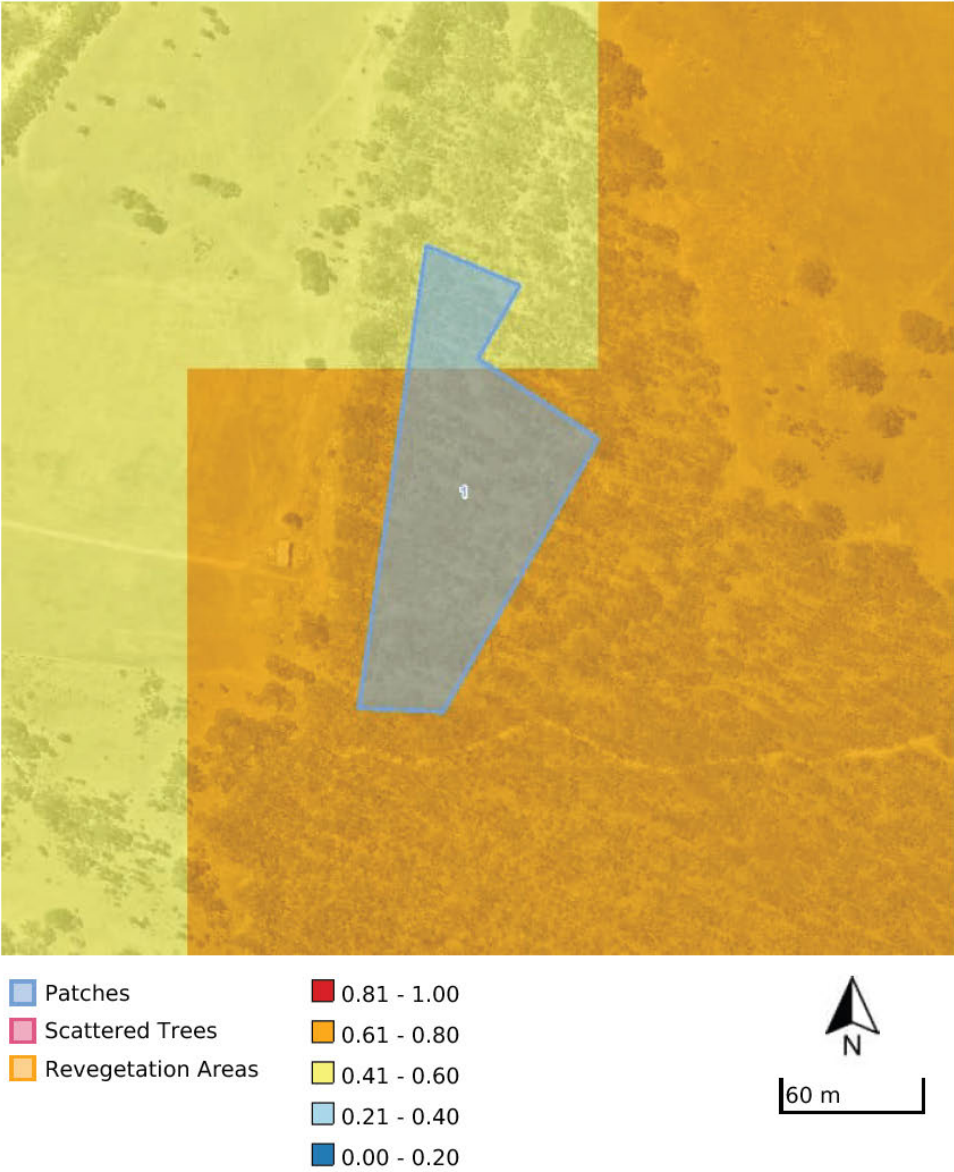 1
Patches
Scattered Trees
Revegetation Areas
0.81 - 1.00
0.61 - 0.80
0.41 - 0.60
0.21 - 0.40
0.00 - 0.20
N
60 m